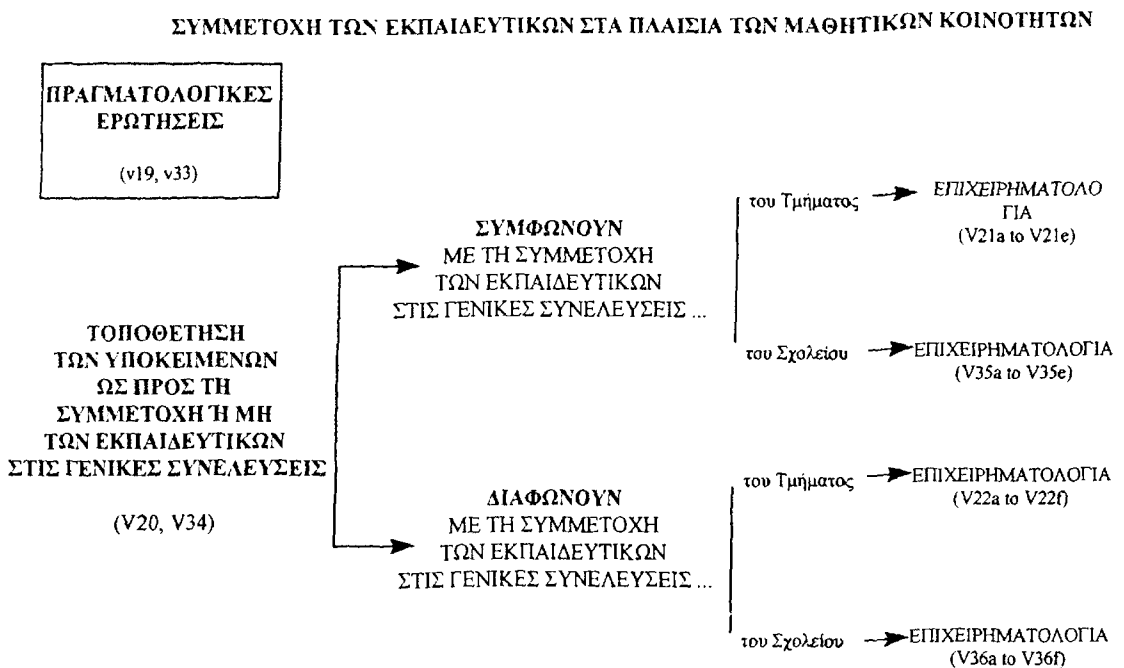 ΣΥΜΜΕΤΟΧΗ ΤΩΝ ΕΚΠΑΙΔΕΥΤΙΚΩΝ ΣΤΑ ΠΛΑΙΣΙΑ ΤΩΝ ΜΑΘΗΤΙΚΩΝ ΚΟΙΝΟΤΗΤΩΝ
ΠΡΑΓΜΑΤΟΛΟΓΙΚΕΣ
ΕΡΩΤΗΣΕΙΣ
(v19, v33)
ΤΟΠΟΘΕΤΗΣΗ
ΤΩΝ ΥΠΟΚΕΙΜΕΝΩΝ
ΩΣ ΠΡΟΣ ΤΗ
ΣΥΜΜΕΤΟΧΗ Ή ΜΗ
ΤΩΝ ΕΚΠΑΙΔΕΥΤΙΚΩΝ
ΣΤΙΣ ΓΕΝΙΚΕΣ ΣΥΝΕΛΕΥΣΕΙΣ
(V20, V34)
ΣΥΜΦΩΝΟΥΝ
ΜΕ ΤΗ ΣΥΜΜΕΤΟΧΗ
ΤΩΝ ΕΚΠΑΙΔΕΥΤΙΚΩΝ
ΣΤΙΣ ΓΕΝΙΚΕΣ ΣΥΝΕΛΕΥΣΕΙΣ ...
του Τμήματος
ΕΠΙΧΕΙΡΗΜΑΤΟΛΟ
ΓΙΑ
(V21a to V21e)
του Σχολείου
ΕΠΙΧΕΙΡΗΜΑΤΟΛΟΓΙΑ
(V35a to V35e)
ΔΙΑΦΩΝΟΥΝ
ΜΕ ΤΗ ΣΥΜΜΕΤΟΧΗ
ΤΩΝ ΕΚΠΑΙΔΕΥΤΙΚΩΝ
ΣΤΙΣ ΓΕΝΙΚΕΣ ΣΥΝΕΛΕΥΣΕΙΣ ...
του Τμήματος
ΕΠΙΧΕΙΡΗΜΑΤΟΛΟΓΙΑ
(V22a to V22f)
του Σχολείου
ΕΠΙΧΕΙΡΗΜΑΤΟΛΟΓΙΑ
(V36a to V36f)